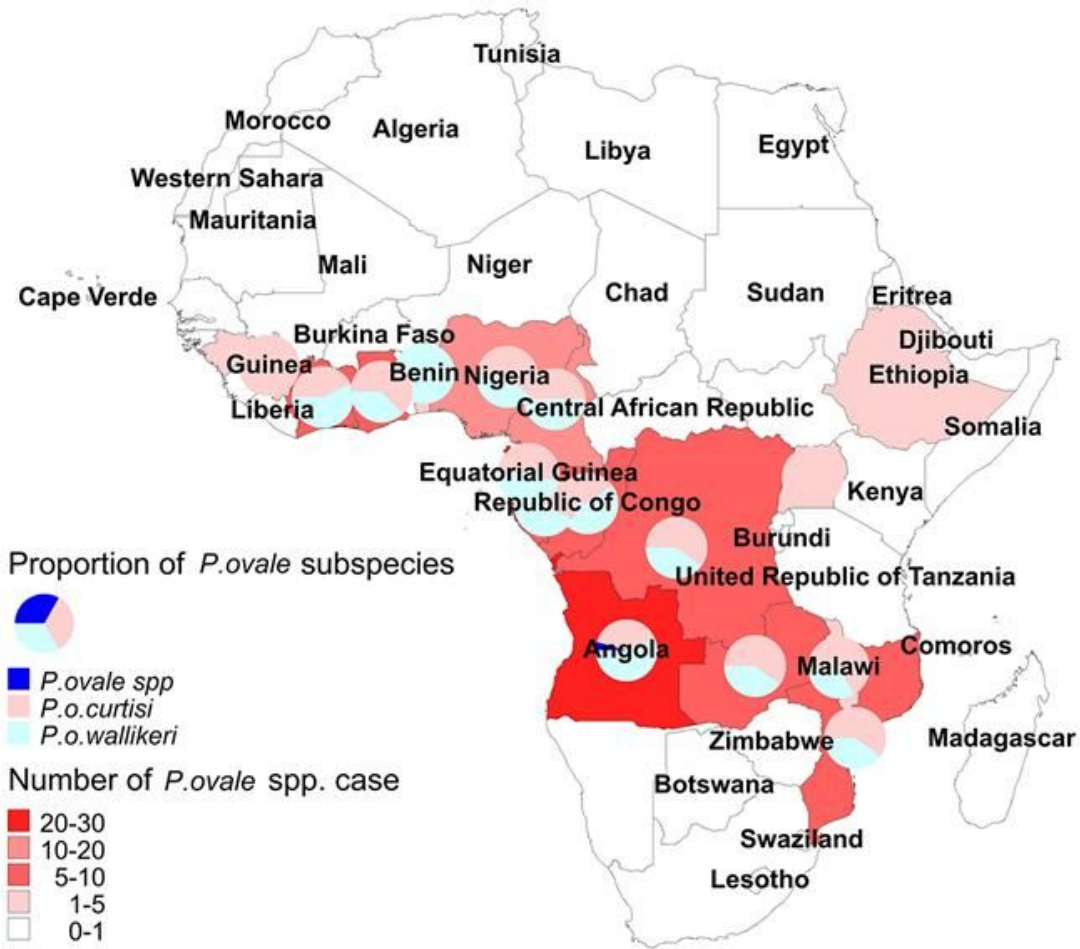 Tunisia
Morocco
Algeria
Libya
Egypt
Western Sahara
Mauritania
Mali
Niger
Chad
Sudan
Eritrea
Cape Verde
Burkina Faso
Djibouti
Guinea
Benin
Nigeria
Ethiopia
Liberia
Central African Republic
Somalia
Equatorial Guinea
Kenya
Republic of Congo
Burundi
United Republic of Tanzania
Angola
Malawi
Comoros
Zimbabwe
Madagascar
Botswana
Swaziland
Lesotho
Proportion of P.ovale subspecies
P.ovale spp
P.o.curtisi
P.o.wallikeri
Number of P.ovale spp. case
20-30
10-20
5-10
1-5
0-1